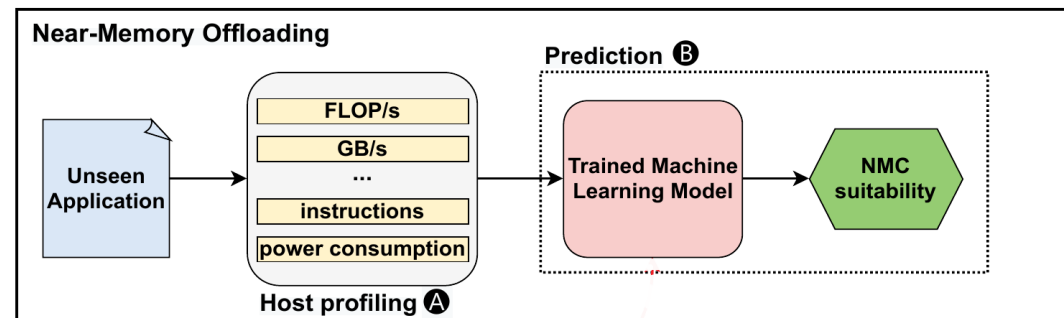 Near-Memory Offloading
Prediction B
FLOP/s
GB/s
...
instructions
power consumption
Unseen
Application
Trained Machine
Learning Model
NMC
suitability
Host profiling A